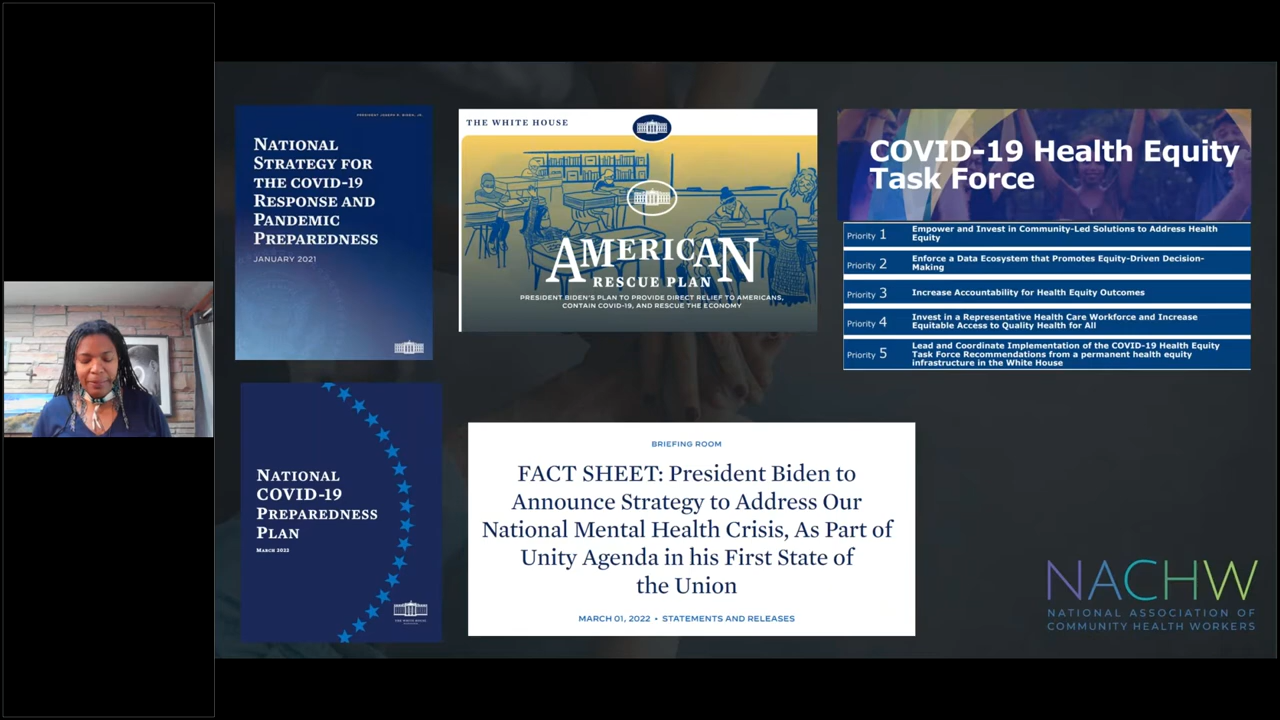 PRESIDENT JOSEPH R. BIDEN, JR.
NATIONAL
STRATEGY FOR
THE COVID-19
RESPONSE AND
PANDEMIC
PREPAREDNESS
JANUARY 2021
THE WHITE HOUSE
AMERICAN
RESCUE PLAN
PRESIDENT BIDEN'S PLAN TO PROVIDE DIRECT RELIEF TO AMERICANS,
CONTAIN COVID-19, AND RESCUE THE ECONOMY
COVID-19 Health Equity
Task Force
Priority 1 Empower and Invest in Community-Led Solutions to Address Health
Equity
Priority 2 Enforce a Data Ecosystem that Promotes Equity-Driven Decision-
Making
Priority 3 Increase Accountability for Health Equity Outcomes
Priority 4 Invest in a Representative Health Care Workforce and Increase
Equitable Access to Quality Health for All
Priority 5 Lead and Coordinate Implementation of the COVID-19 Health Equity
Task Force Recommendations from a permanent health equity
infrastructure in the White House
NATIONAL
COVID-19
PREPAREDNESS
PLAN
MARCH 2022
THE WHITE HOUSE
BRIEFING ROOM
FACT SHEET: President Biden to
Announce Strategy to Address Our
National Mental Health Crisis, As Part of
Unity Agenda in his First State of
the Union
MARCH 01, 2022 • STATEMENTS AND RELEASES
NACHW
NATIONAL ASSOCIATION OF
COMMUNITY HEALTH WORKERS